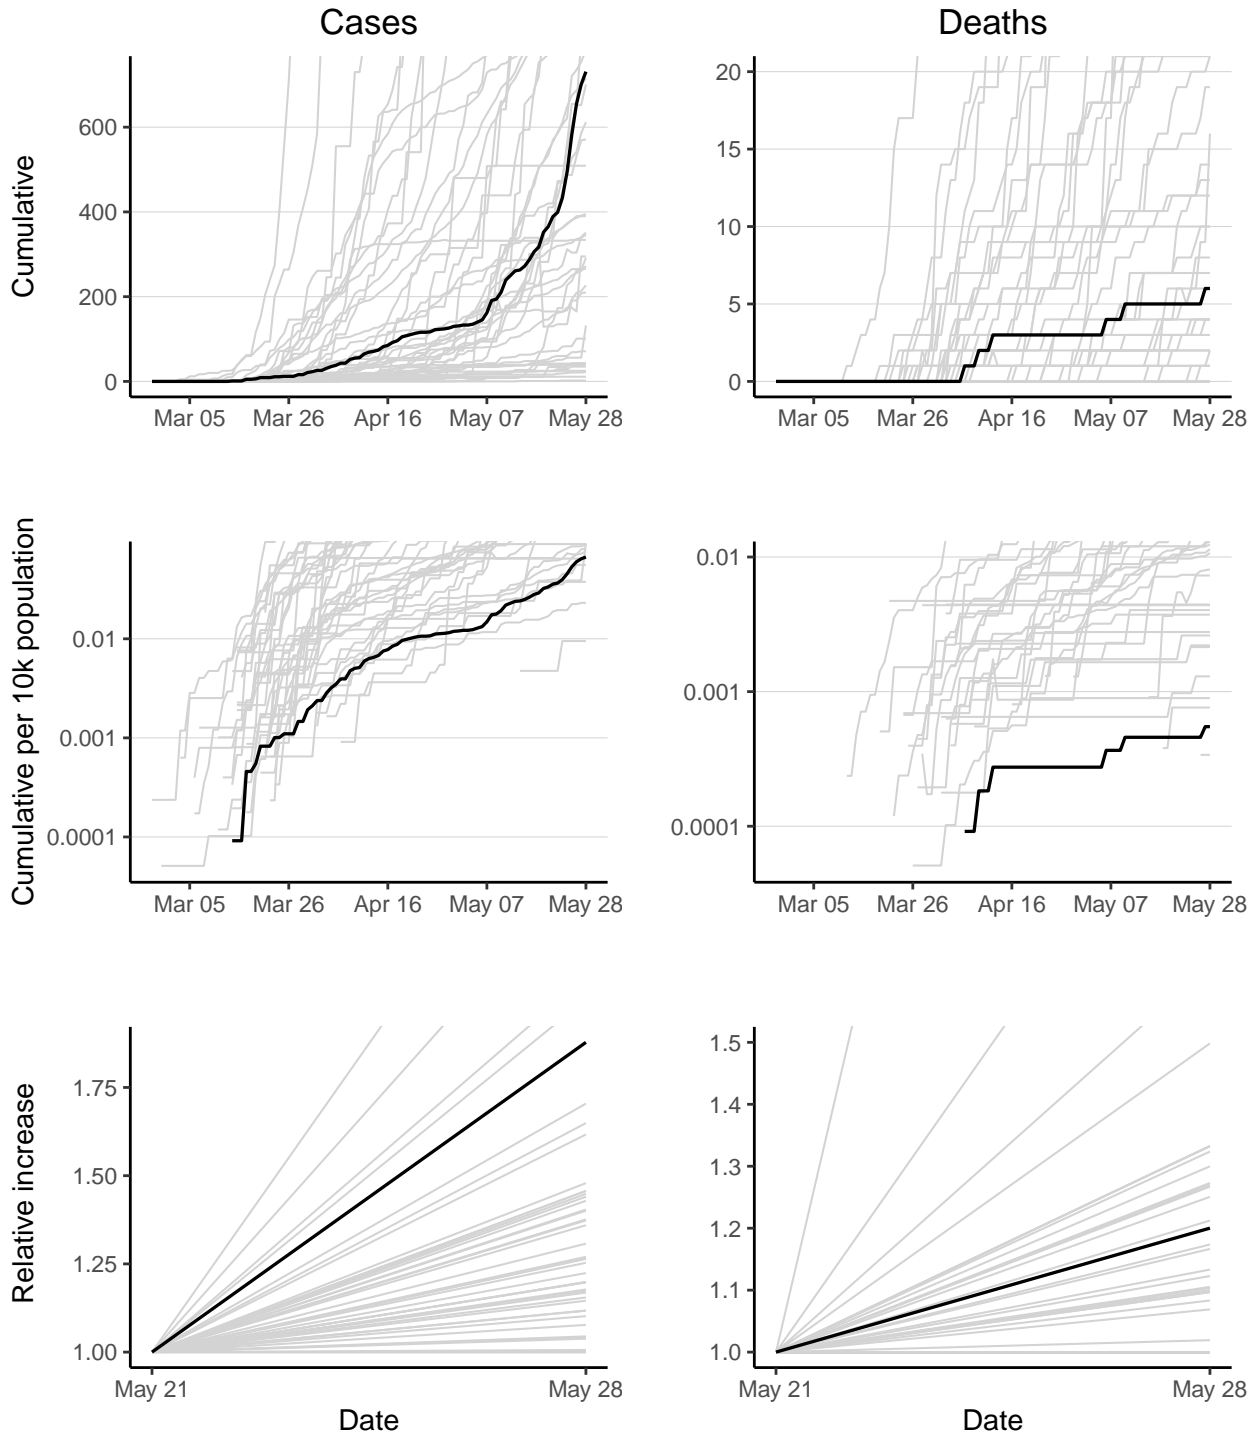 Cases
Deaths
Cumulative
600
400
200
0
Mar 05 Mar 26 Apr 16 May 07 May 28
20
15
10
5
0
Mar 05 Mar 26 Apr 16 May 07 May 28
Cumulative per 10k population
0.01
0.001
0.0001
Mar 05 Mar 26 Apr 16 May 07 May 28
0.01
0.001
0.0001
Mar 05 Mar 26 Apr 16 May 07 May 28
Relative increase
1.75
1.50
1.25
1.00
May 21 May 28
Date
1.5
1.4
1.3
1.2
1.1
1.0
May 21 May 28
Date